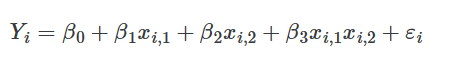 Yᵢ = β₀ + β₁xᵢ,₁ + β₂xᵢ,₂ + β₃xᵢ,₁xᵢ,₂ + εᵢ